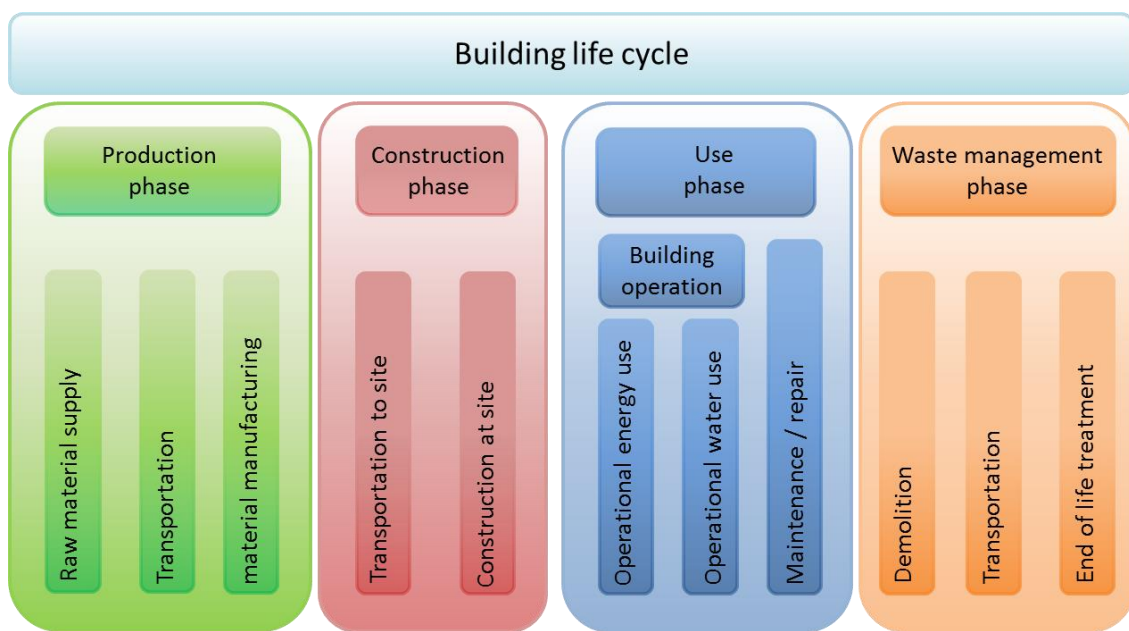 Building life cycle
Production
phase
Raw material supply
Transportation
material manufacturing
Construction
phase
Transportation to site
Construction at site
Use
phase
Building
operation
Operational energy use
Operational water use
Maintenance / repair
Waste management
phase
Demolition
Transportation
End of life treatment